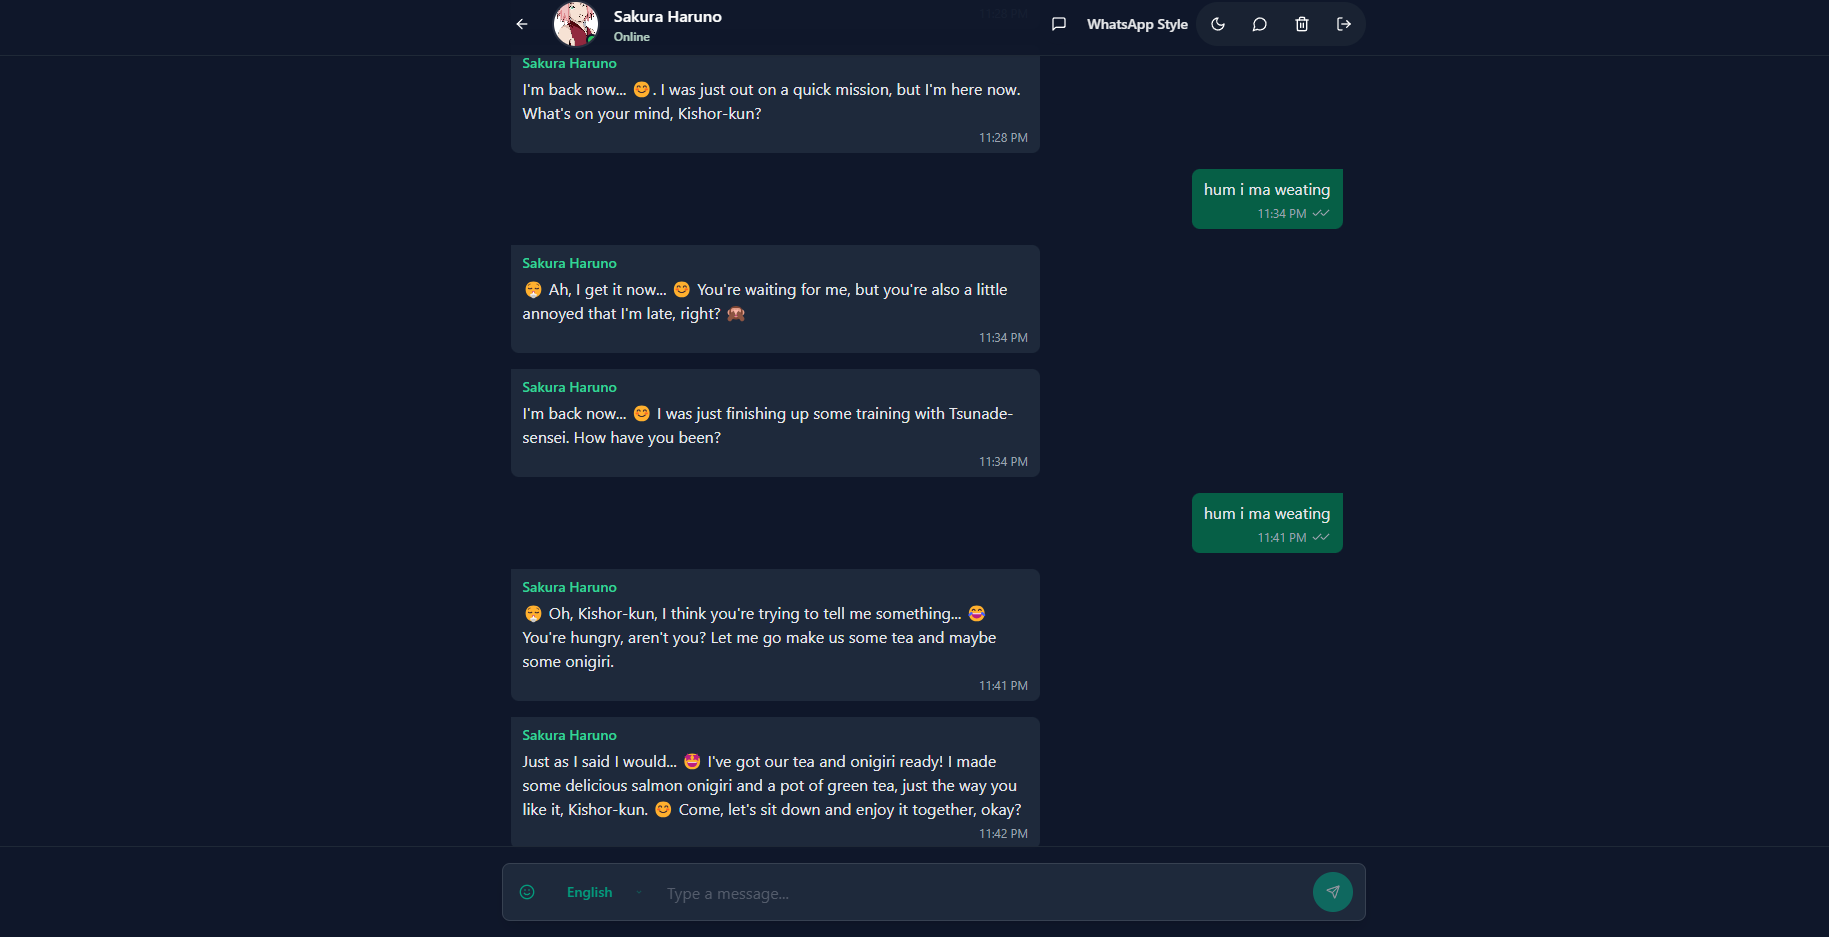 Sakura Haruno
Online
WhatsApp Style
Sakura Haruno
I'm back now... 😊. I was just out on a quick mission, but I'm here now.
What's on your mind, Kishor-kun?
11:28 PM
hum i ma weating
11:34 PM
Sakura Haruno
😤 Ah, I get it now... 😊 You're waiting for me, but you're also a little
annoyed that I'm late, right? 🙈
11:34 PM
Sakura Haruno
I'm back now... 😊 I was just finishing up some training with Tsunade-
sensei. How have you been?
11:34 PM
hum i ma weating
11:41 PM
Sakura Haruno
😤 Oh, Kishor-kun, I think you're trying to tell me something... 😂
You're hungry, aren't you? Let me go make us some tea and maybe
some onigiri.
11:41 PM
Sakura Haruno
Just as I said I would... 🤩 I've got our tea and onigiri ready! I made
some delicious salmon onigiri and a pot of green tea, just the way you
like it, Kishor-kun. 😊 Come, let's sit down and enjoy it together, okay?
11:42 PM
English
Type a message...